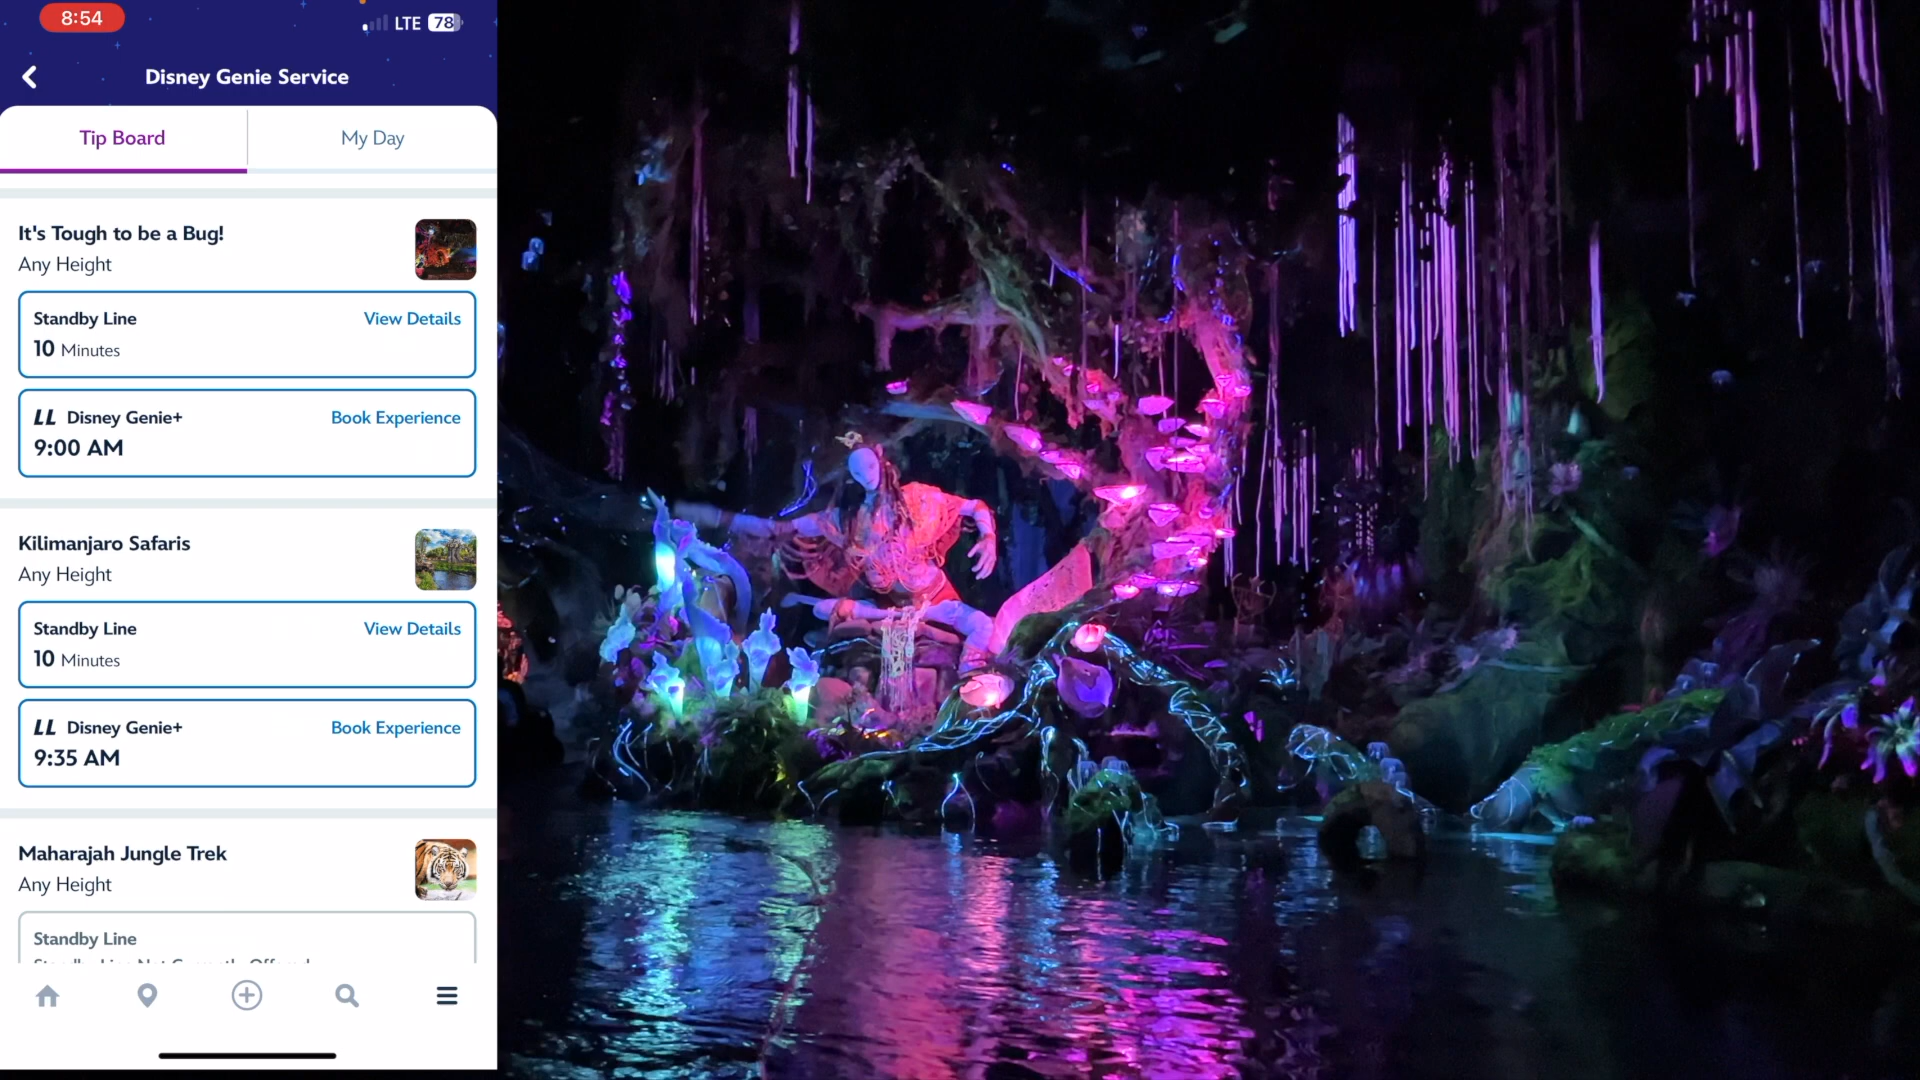 8:54
LTE 78
Disney Genie Service
Tip Board
My Day
It's Tough to be a Bug!
Any Height
Standby Line
View Details
10 Minutes
LL Disney Genie+
Book Experience
9:00 AM
Kilimanjaro Safaris
Any Height
Standby Line
View Details
10 Minutes
LL Disney Genie+
Book Experience
9:35 AM
Maharajah Jungle Trek
Any Height
Standby Line